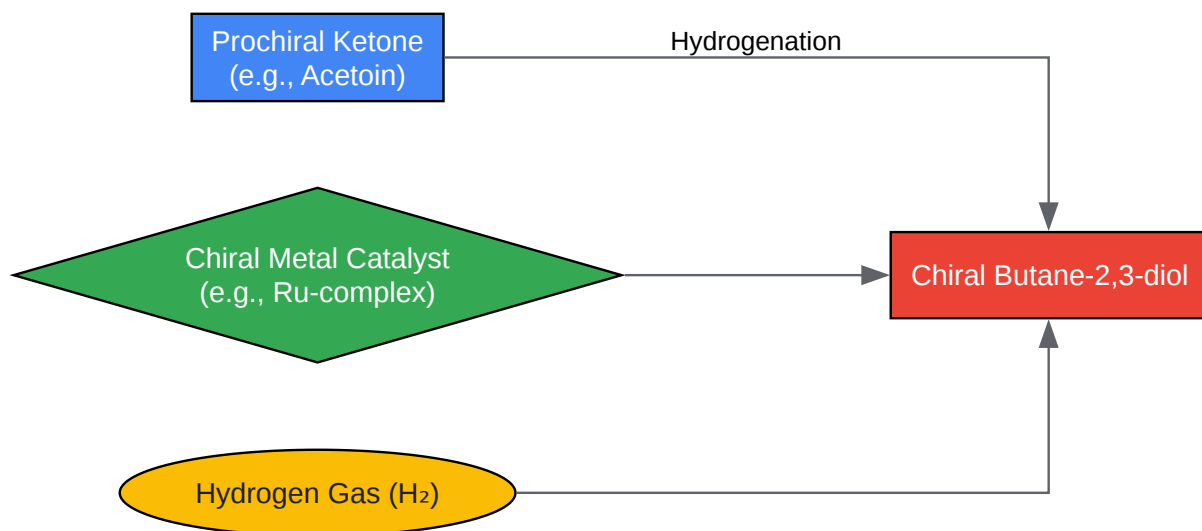 Prochiral Ketone
(e.g., Acetoin)
Hydrogenation
Chiral Metal Catalyst
(e.g., Ru-complex)
Chiral Butane-2,3-diol
Hydrogen Gas (H₂)